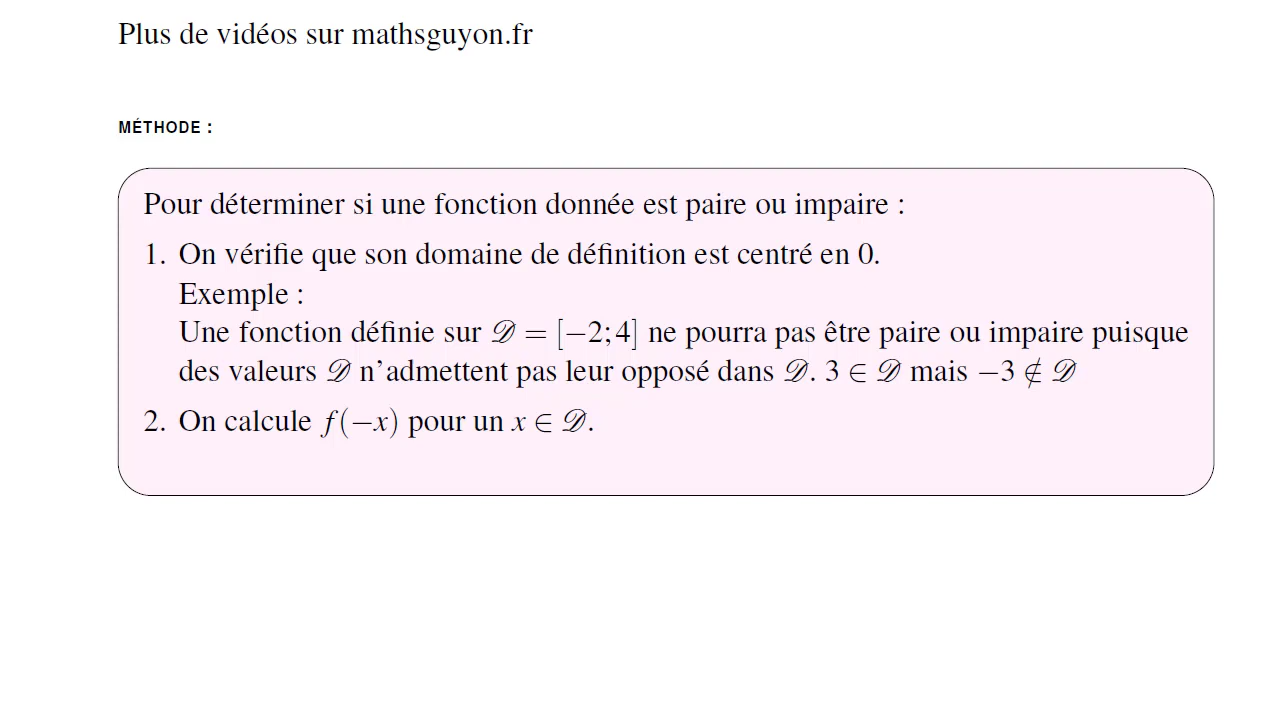 Plus de vidéos sur mathsguyon.fr
MÉTHODE :
Pour déterminer si une fonction donnée est paire ou impaire :
1. On vérifie que son domaine de définition est centré en 0.
Exemple :
Une fonction définie sur 𝒟 = [−2;4] ne pourra pas être paire ou impaire puisque
des valeurs 𝒟 n’admettent pas leur opposé dans 𝒟. 3 ∈ 𝒟 mais −3 ∉ 𝒟
2. On calcule f(−x) pour un x ∈ 𝒟.